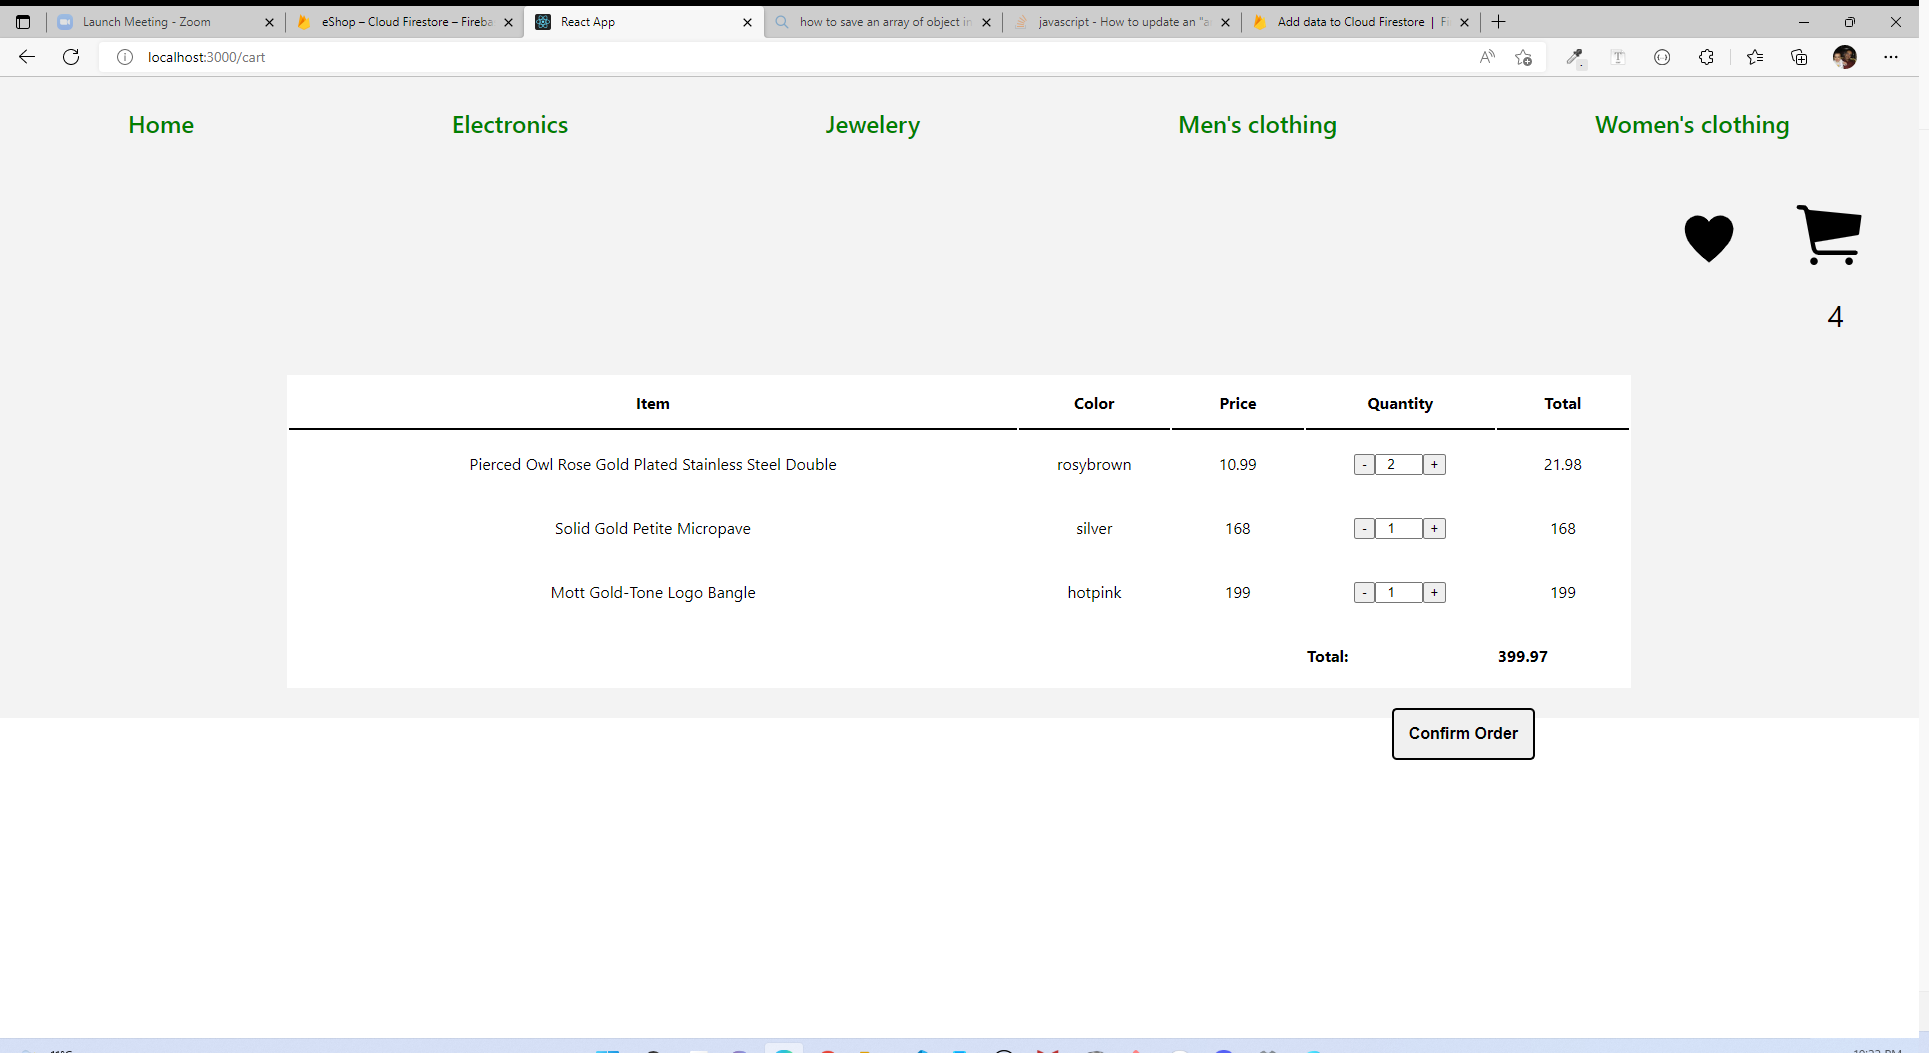 Launch Meeting - Zoom
eShop – Cloud Firestore – Fireba
React App
how to save an array of object in
javascript - How to update an "a
Add data to Cloud Firestore | Fi
localhost:3000/cart
Home Electronics Jewelery Men's clothing Women's clothing
4
Item Color Price Quantity Total
Pierced Owl Rose Gold Plated Stainless Steel Double rosybrown 10.99 - 2 + 21.98
Solid Gold Petite Micropave silver 168 - 1 + 168
Mott Gold-Tone Logo Bangle hotpink 199 - 1 + 199
Total: 399.97
Confirm Order